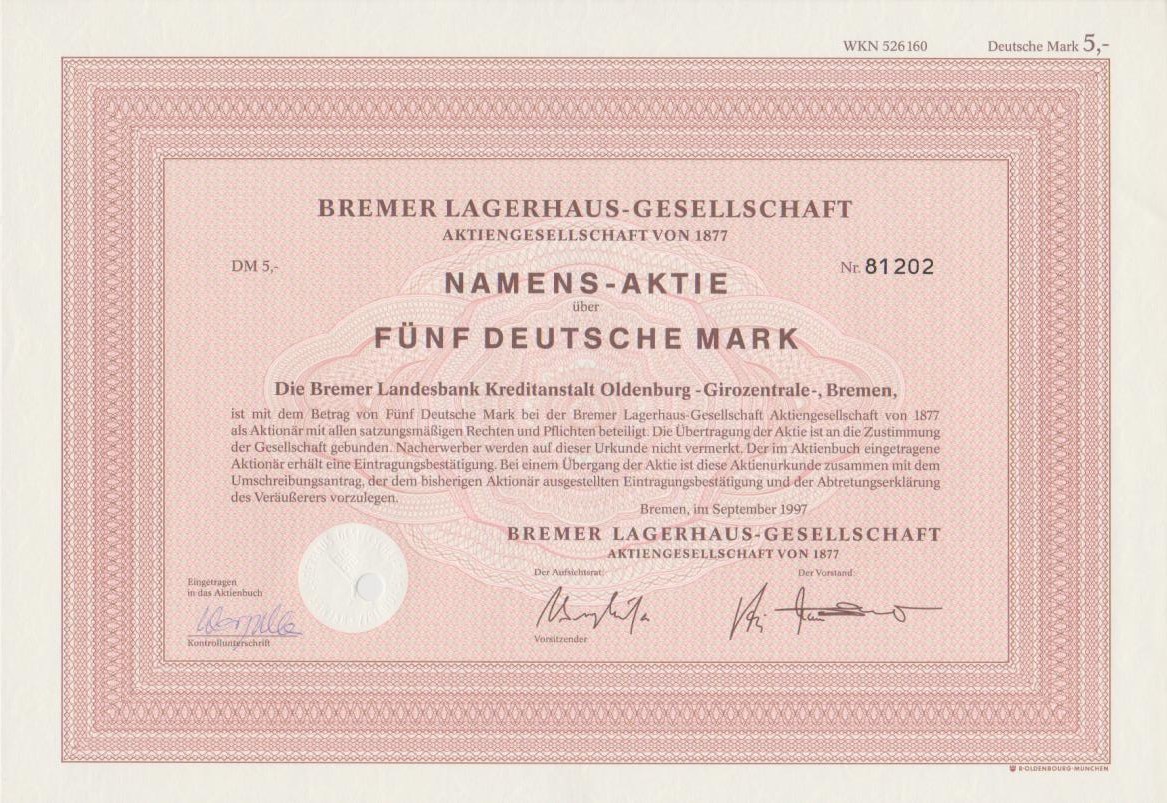 WKN 526160 Deutsche Mark 5,-
BREMER LAGERHAUS-GESELLSCHAFT
AKTIENGESELLSCHAFT VON 1877
DM 5,- Nr. 81202
NAMENS-AKTIE
über
FÜNF DEUTSCHE MARK
Die Bremer Landesbank Kreditanstalt Oldenburg -Girozentrale-, Bremen,
ist mit dem Betrag von Fünf Deutsche Mark bei der Bremer Lagerhaus-Gesellschaft Aktiengesellschaft von 1877
als Aktionär mit allen satzungsmäßigen Rechten und Pflichten beteiligt. Die Übertragung der Aktie ist an die Zustimmung
der Gesellschaft gebunden. Nacherwerber werden auf dieser Urkunde nicht vermerkt. Der im Aktienbuch eingetragene
Aktionär erhält eine Eintragungsbestätigung. Bei einem Übergang der Aktie ist diese Aktienurkunde zusammen mit dem
Umschreibungsantrag, der dem bisherigen Aktionär ausgestellten Eintragungsbestätigung und der Abtretungserklärung
des Veräußerers vorzulegen.
Bremen, im September 1997
BREMER LAGERHAUS-GESELLSCHAFT
AKTIENGESELLSCHAFT VON 1877
Der Aufsichtsrat: Der Vorstand:
Eingetragen
in das Aktienbuch
Vorsitzender
Kontrollunterschrift
R·OLDENBOURG·MÜNCHEN